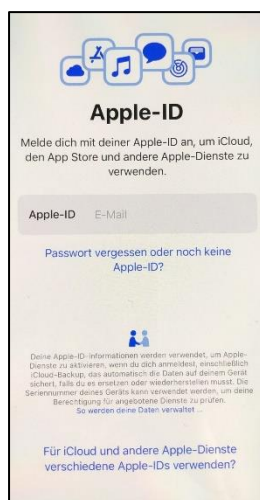 Apple-ID
Melde dich mit deiner Apple-ID an, um iCloud,
den App Store und andere Apple-Dienste zu
verwenden.
Apple-ID E-Mail
Passwort vergessen oder noch keine
Apple-ID?
Deine Apple-ID-Informationen werden verwendet, um Apple-
Dienste zu aktivieren, wenn du dich anmeldest, einschließlich
iCloud-Backup, das automatisch die Daten auf deinem Gerät
sichert, falls du es ersetzen oder wiederherstellen musst. Die
Seriennummer deines Geräts kann verwendet werden, um deine
Berechtigung für angebotene Dienste zu prüfen.
So werden deine Daten verwaltet ...
Für iCloud und andere Apple-Dienste
verschiedene Apple-IDs verwenden?